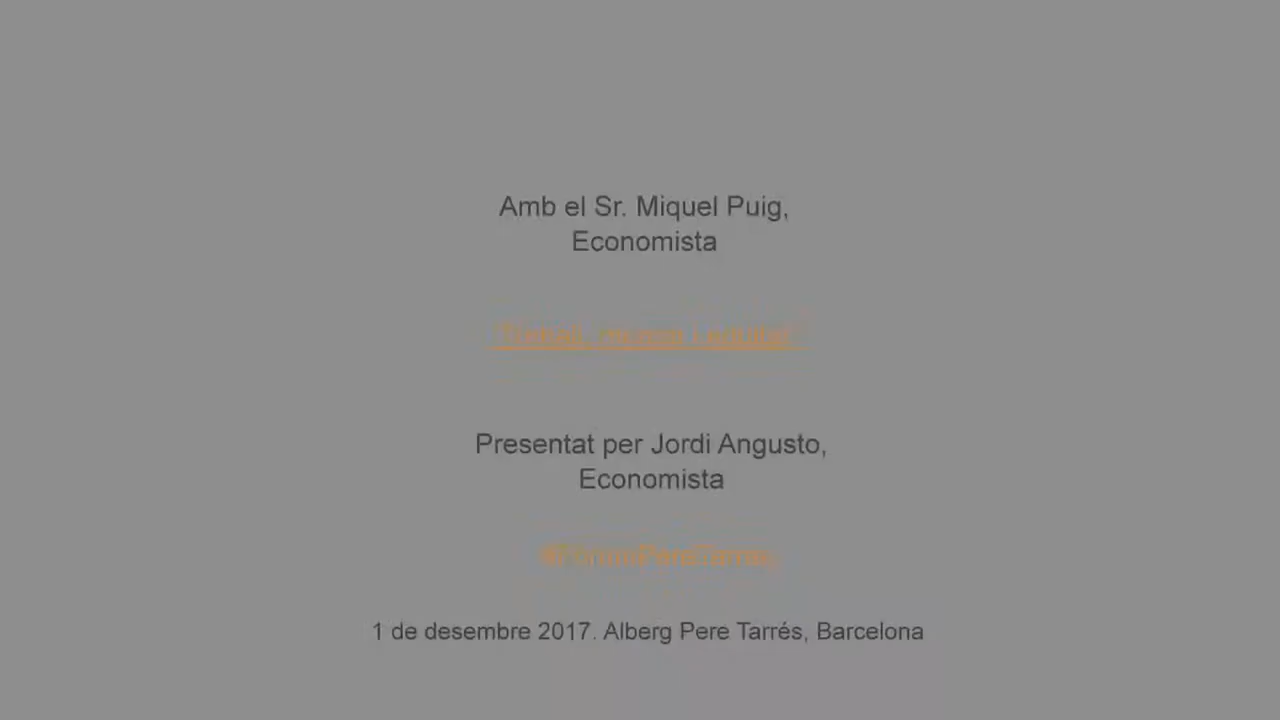 Amb el Sr. Miquel Puig,
Economista
Presentat per Jordi Angusto,
Economista
#FòrumPereTarrés
1 de desembre 2017. Alberg Pere Tarrés, Barcelona